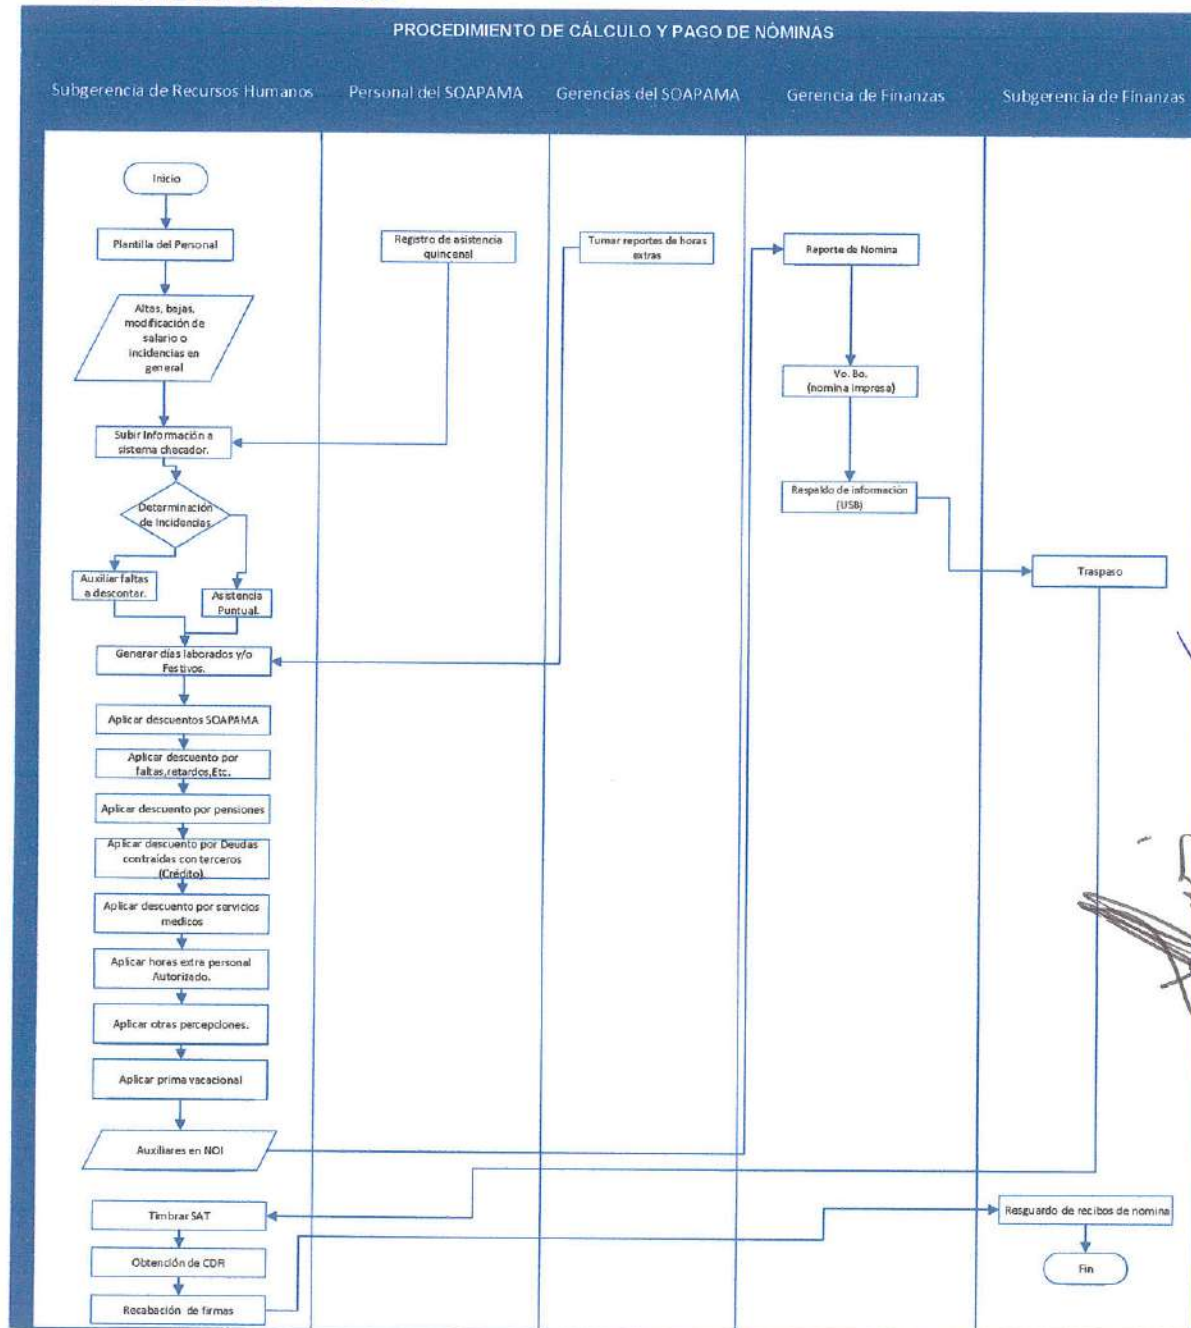 PROCEDIMIENTO DE CÁLCULO Y PAGO DE NÓMINAS
Subgerencia de Recursos Humanos
Personal del SOAPAMA
Gerencias del SOAPAMA
Gerencia de Finanzas
Subgerencia de Finanzas
Inicio
Plantilla del Personal
Registro de asistencia
quincenal
Turnar reportes de horas
extras
Reporte de Nomina
Altas, bajas,
modificación de
salario o
incidencias en
general
Vo. Bo.
(nomina impresa)
Subir Información a
sistema checador.
Respaldo de información
(USB)
Determinación
de Incidencias
Traspaso
Auxiliar faltas
a descontar.
Asistencia
Puntual.
Generar días laborados y/o
Festivos.
Aplicar descuentos SOAPAMA
Aplicar descuento por
faltas,retardos,Etc.
Aplicar descuento por pensiones
Aplicar descuento por Deudas
contraídas con terceros
(Crédito).
Aplicar descuento por servicios
medicos
Aplicar horas extra personal
Autorizado.
Aplicar otras percepciones.
Aplicar prima vacacional
Auxiliares en NOI
Timbrar SAT
Resguardo de recibos de nomina
Obtención de CDFI
Fin
Recabación de firmas